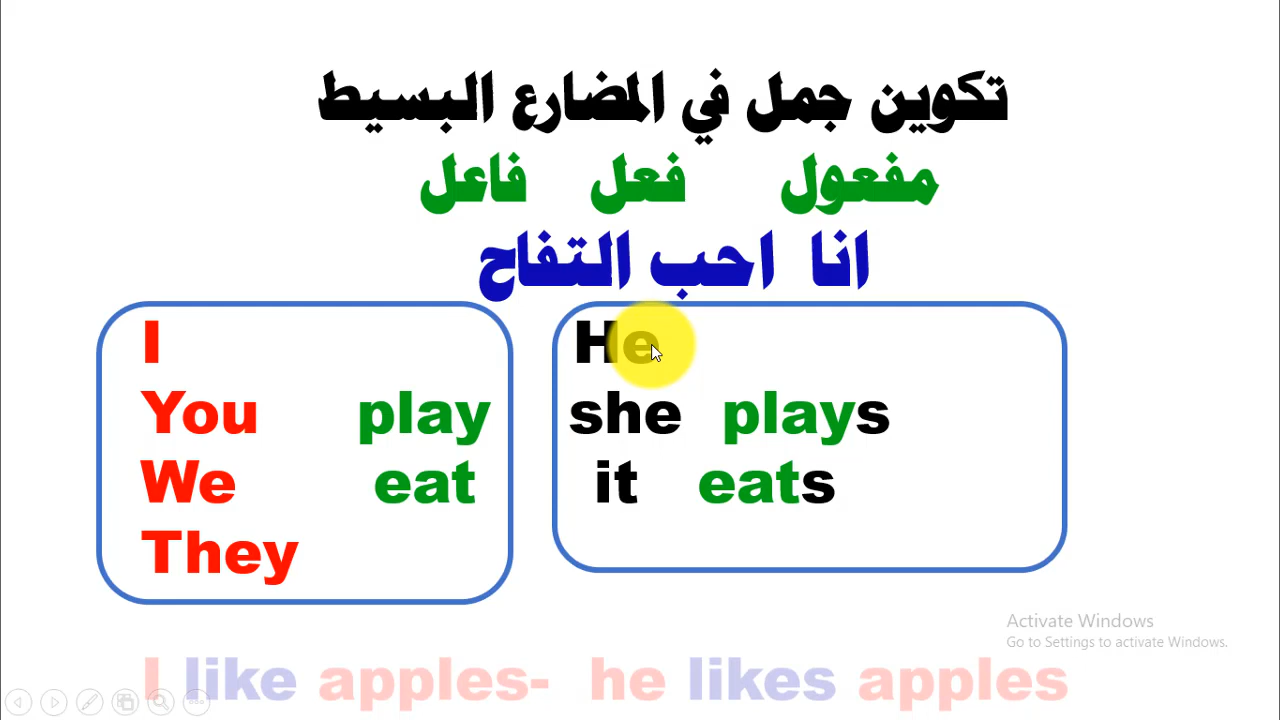 تكوين جمل في المضارع البسيط
مفعول فعل فاعل
انا احب التفاح
I
You play
We eat
They
He
she plays
it eats
Activate Windows
Go to Settings to activate Windows.
I like apples- he likes apples